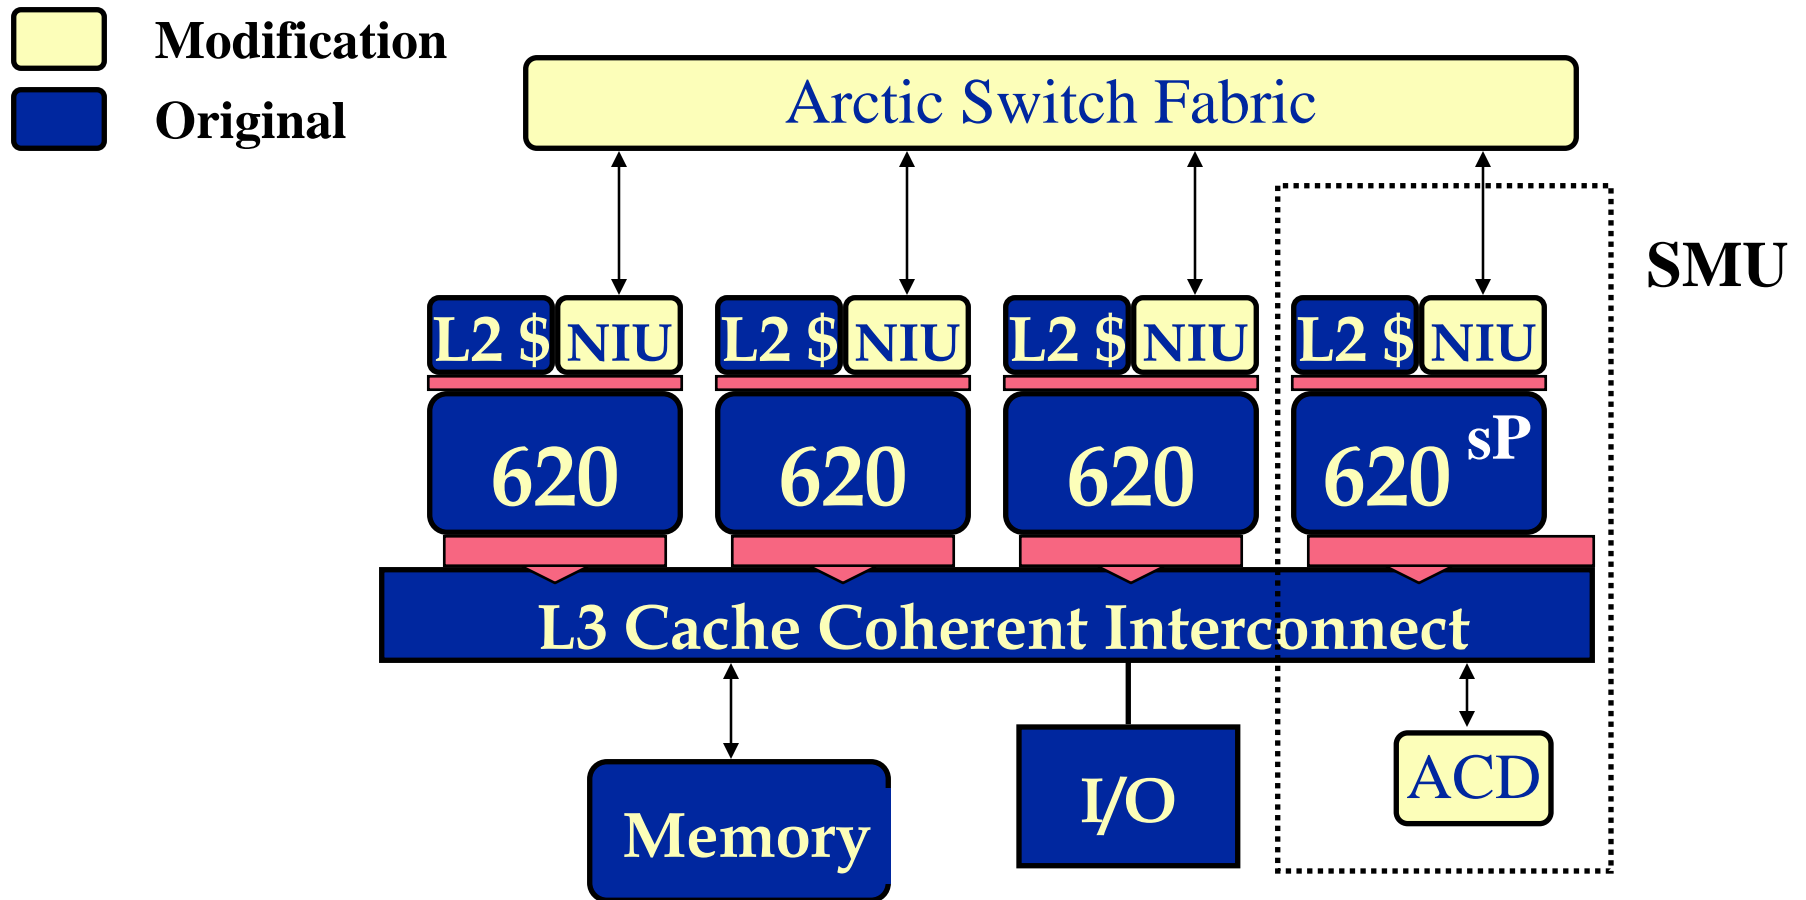 Modification
Original
Arctic Switch Fabric
SMU
L2 $ NIU L2 $ NIU L2 $ NIU L2 $ NIU
620 620 620 620 sP
L3 Cache Coherent Interconnect
Memory
I/O
ACD